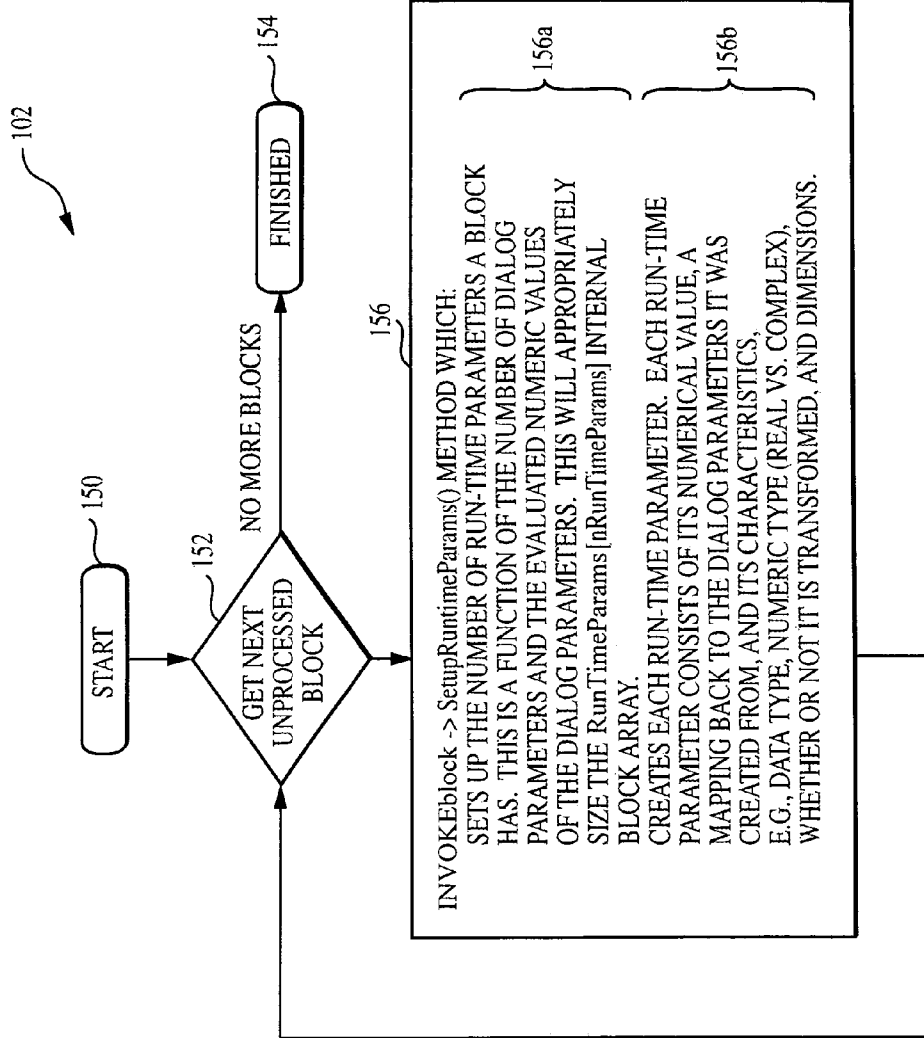 102
START
150
GET NEXT
UNPROCESSED
BLOCK
152
NO MORE BLOCKS
FINISHED
154
156
INVOKEblock -> SetupRuntimeParams() METHOD WHICH:
SETS UP THE NUMBER OF RUN-TIME PARAMETERS A BLOCK
HAS. THIS IS A FUNCTION OF THE NUMBER OF DIALOG
PARAMETERS AND THE EVALUATED NUMERIC VALUES
OF THE DIALOG PARAMETERS. THIS WILL APPROPRIATELY
SIZE THE RunTimeParams [nRunTimeParams] INTERNAL
BLOCK ARRAY.
156a
CREATES EACH RUN-TIME PARAMETER. EACH RUN-TIME
PARAMETER CONSISTS OF ITS NUMERICAL VALUE, A
MAPPING BACK TO THE DIALOG PARAMETERS IT WAS
CREATED FROM, AND ITS CHARACTERISTICS,
E.G., DATA TYPE, NUMERIC TYPE (REAL VS. COMPLEX),
WHETHER OR NOT IT IS TRANSFORMED, AND DIMENSIONS.
156b